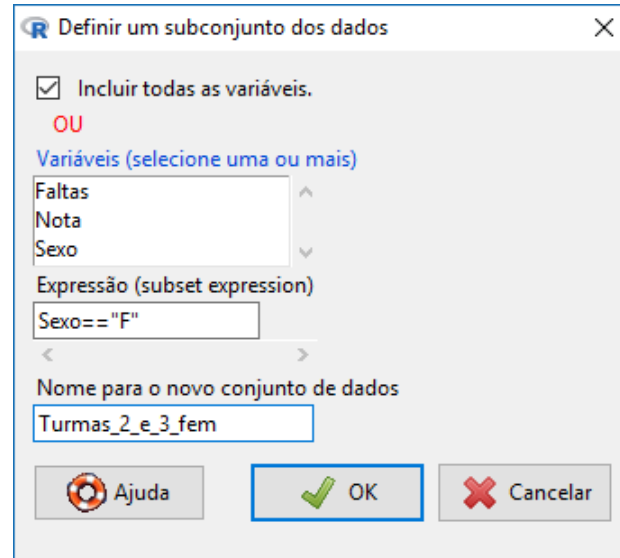 Definir um subconjunto dos dados
Incluir todas as variáveis.
OU
Variáveis (selecione uma ou mais)
Faltas
Nota
Sexo
Expressão (subset expression)
Sexo=="F"
Nome para o novo conjunto de dados
Turmas_2_e_3_fem
Ajuda
OK
Cancelar